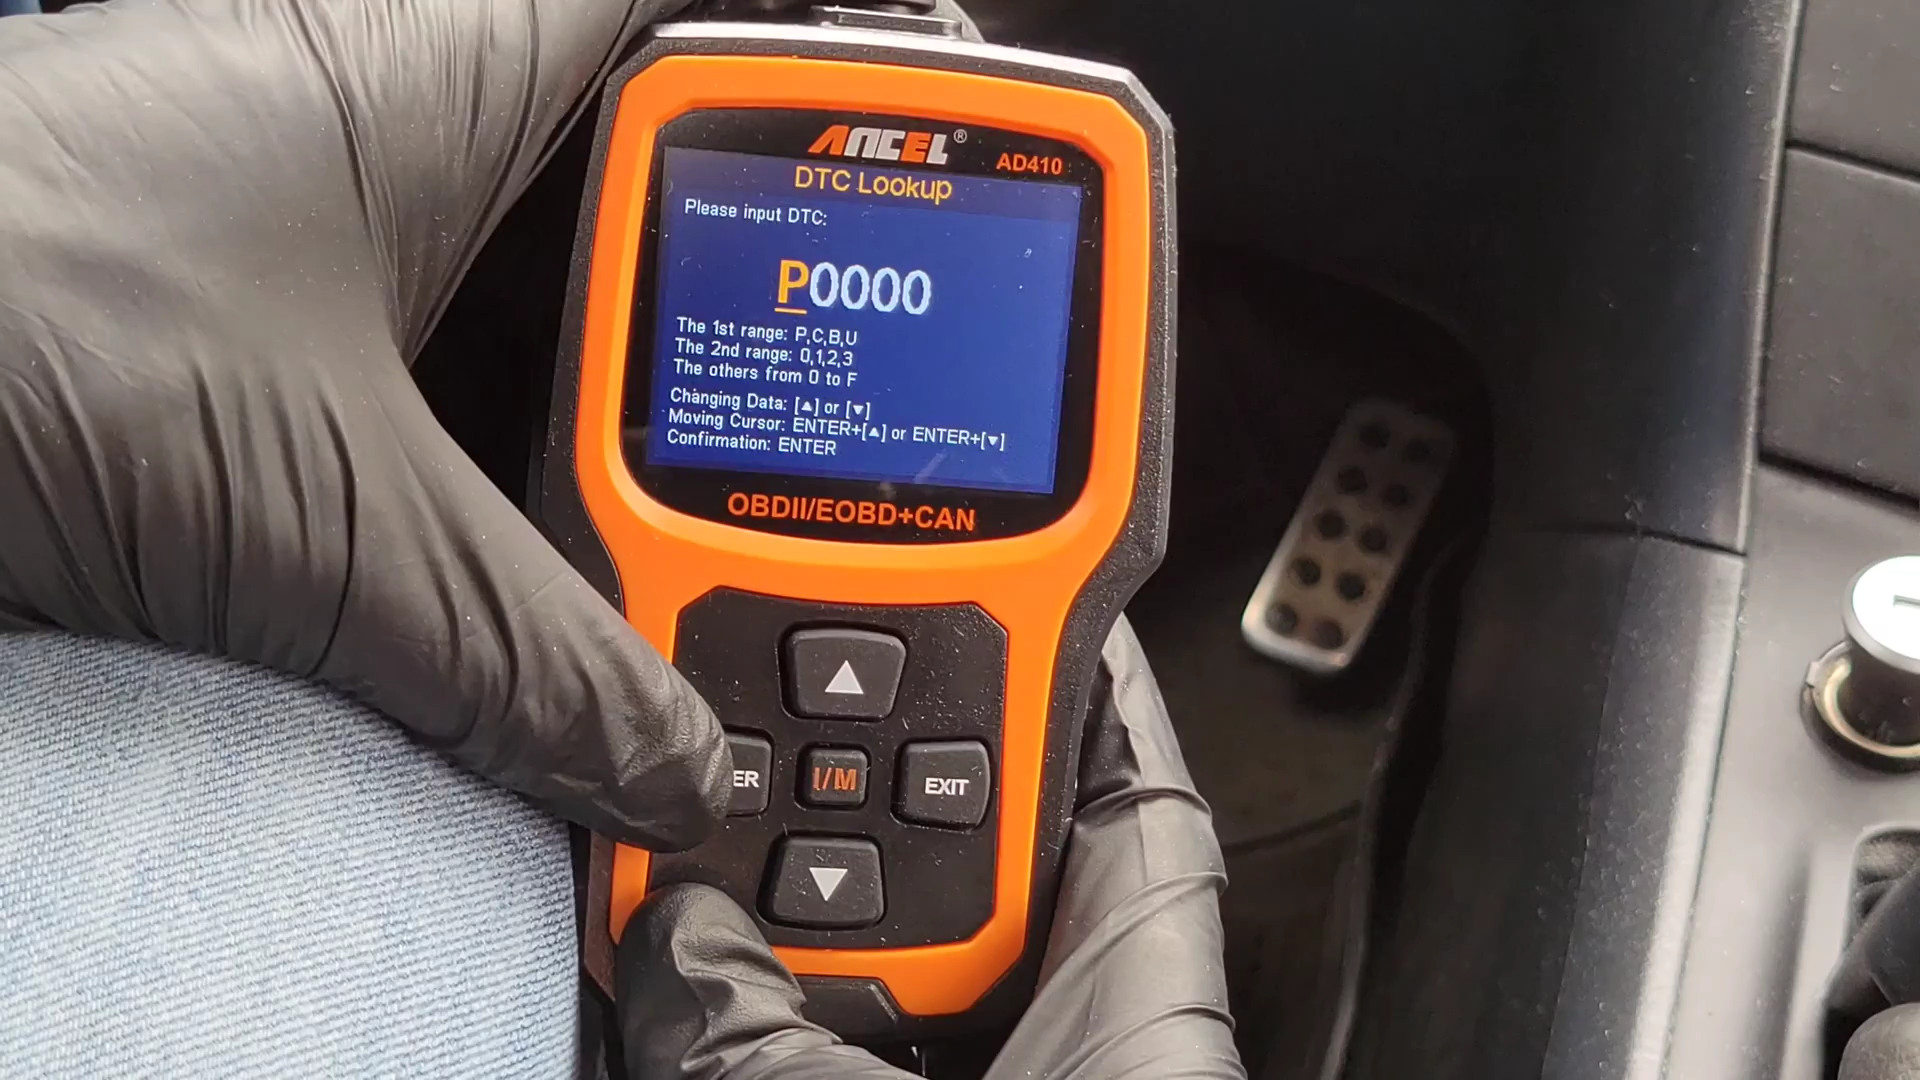 ANCEL®
AD410
DTC Lookup
Please input DTC:
P0000
The 1st range: P,C,B,U
The 2nd range: 0,1,2,3
The others from 0 to F
Changing Data: [▲] or [▼]
Moving Cursor: ENTER+[▲] or ENTER+[▼]
Confirmation: ENTER
OBDII/EOBD+CAN
ER
I/M
EXIT